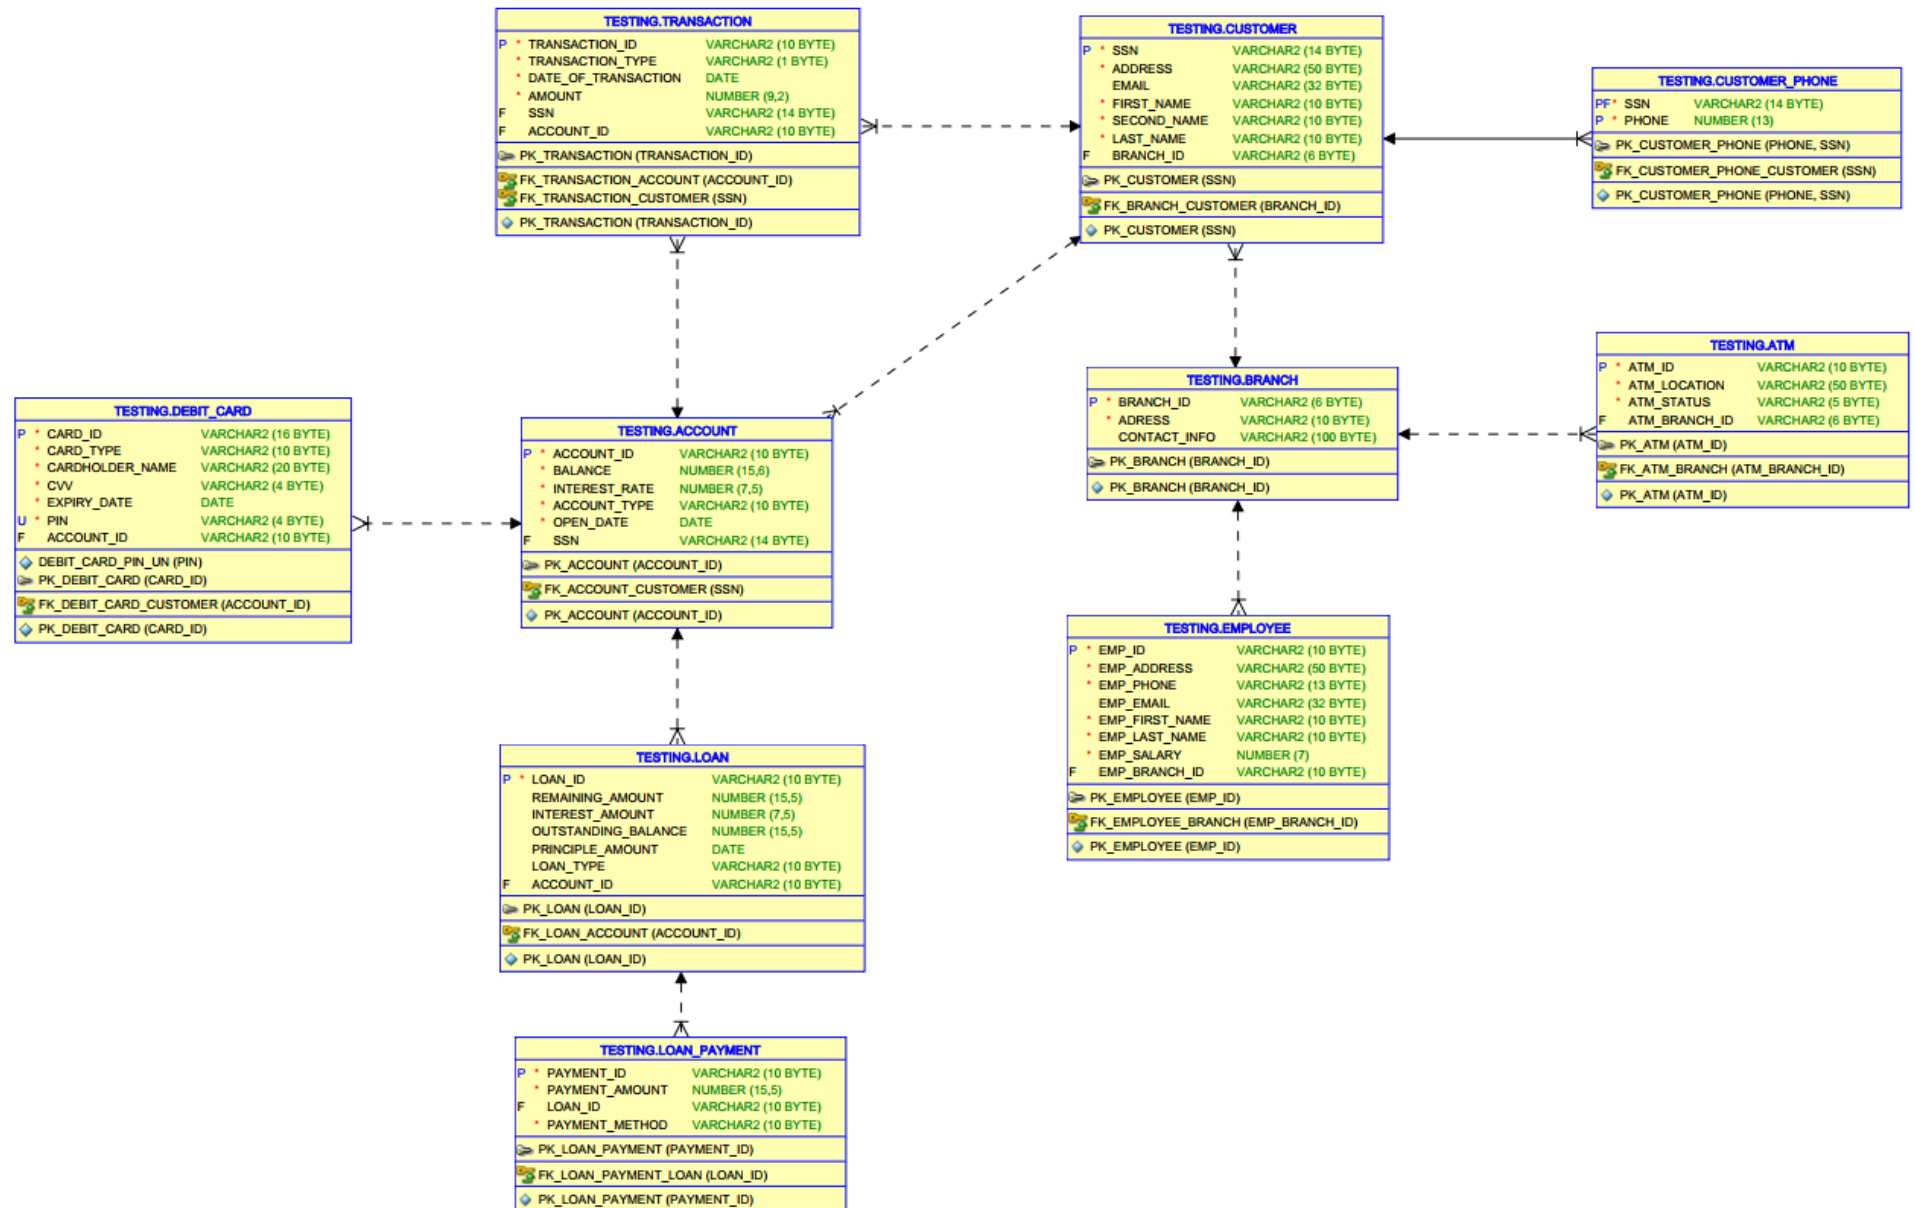 TESTING.TRANSACTION
P * TRANSACTION_ID VARCHAR2 (10 BYTE)
* TRANSACTION_TYPE VARCHAR2 (1 BYTE)
* DATE_OF_TRANSACTION DATE
* AMOUNT NUMBER (9,2)
F SSN VARCHAR2 (14 BYTE)
F ACCOUNT_ID VARCHAR2 (10 BYTE)
PK_TRANSACTION (TRANSACTION_ID)
FK_TRANSACTION_ACCOUNT (ACCOUNT_ID)
FK_TRANSACTION_CUSTOMER (SSN)
PK_TRANSACTION (TRANSACTION_ID)
TESTING.CUSTOMER
P * SSN VARCHAR2 (14 BYTE)
* ADDRESS VARCHAR2 (50 BYTE)
EMAIL VARCHAR2 (32 BYTE)
* FIRST_NAME VARCHAR2 (10 BYTE)
* SECOND_NAME VARCHAR2 (10 BYTE)
* LAST_NAME VARCHAR2 (10 BYTE)
F BRANCH_ID VARCHAR2 (6 BYTE)
PK_CUSTOMER (SSN)
FK_BRANCH_CUSTOMER (BRANCH_ID)
PK_CUSTOMER (SSN)
TESTING.CUSTOMER_PHONE
PF* SSN VARCHAR2 (14 BYTE)
P * PHONE NUMBER (13)
PK_CUSTOMER_PHONE (PHONE, SSN)
FK_CUSTOMER_PHONE_CUSTOMER (SSN)
PK_CUSTOMER_PHONE (PHONE, SSN)
TESTING.DEBIT_CARD
P * CARD_ID VARCHAR2 (16 BYTE)
* CARD_TYPE VARCHAR2 (10 BYTE)
* CARDHOLDER_NAME VARCHAR2 (20 BYTE)
* CVV VARCHAR2 (4 BYTE)
* EXPIRY_DATE DATE
U * PIN VARCHAR2 (4 BYTE)
F ACCOUNT_ID VARCHAR2 (10 BYTE)
DEBIT_CARD_PIN_UN (PIN)
PK_DEBIT_CARD (CARD_ID)
FK_DEBIT_CARD_CUSTOMER (ACCOUNT_ID)
PK_DEBIT_CARD (CARD_ID)
TESTING.ACCOUNT
P * ACCOUNT_ID VARCHAR2 (10 BYTE)
* BALANCE NUMBER (15,6)
* INTEREST_RATE NUMBER (7,5)
* ACCOUNT_TYPE VARCHAR2 (10 BYTE)
* OPEN_DATE DATE
F SSN VARCHAR2 (14 BYTE)
PK_ACCOUNT (ACCOUNT_ID)
FK_ACCOUNT_CUSTOMER (SSN)
PK_ACCOUNT (ACCOUNT_ID)
TESTING.BRANCH
P * BRANCH_ID VARCHAR2 (6 BYTE)
* ADRESS VARCHAR2 (10 BYTE)
CONTACT_INFO VARCHAR2 (100 BYTE)
PK_BRANCH (BRANCH_ID)
PK_BRANCH (BRANCH_ID)
TESTING.ATM
P * ATM_ID VARCHAR2 (10 BYTE)
* ATM_LOCATION VARCHAR2 (50 BYTE)
* ATM_STATUS VARCHAR2 (5 BYTE)
F ATM_BRANCH_ID VARCHAR2 (6 BYTE)
PK_ATM (ATM_ID)
FK_ATM_BRANCH (ATM_BRANCH_ID)
PK_ATM (ATM_ID)
TESTING.EMPLOYEE
P * EMP_ID VARCHAR2 (10 BYTE)
* EMP_ADDRESS VARCHAR2 (50 BYTE)
* EMP_PHONE VARCHAR2 (13 BYTE)
EMP_EMAIL VARCHAR2 (32 BYTE)
* EMP_FIRST_NAME VARCHAR2 (10 BYTE)
* EMP_LAST_NAME VARCHAR2 (10 BYTE)
* EMP_SALARY NUMBER (7)
F EMP_BRANCH_ID VARCHAR2 (10 BYTE)
PK_EMPLOYEE (EMP_ID)
FK_EMPLOYEE_BRANCH (EMP_BRANCH_ID)
PK_EMPLOYEE (EMP_ID)
TESTING.LOAN
P * LOAN_ID VARCHAR2 (10 BYTE)
REMAINING_AMOUNT NUMBER (15,5)
INTEREST_AMOUNT NUMBER (7,5)
OUTSTANDING_BALANCE NUMBER (15,5)
PRINCIPLE_AMOUNT DATE
LOAN_TYPE VARCHAR2 (10 BYTE)
F ACCOUNT_ID VARCHAR2 (10 BYTE)
PK_LOAN (LOAN_ID)
FK_LOAN_ACCOUNT (ACCOUNT_ID)
PK_LOAN (LOAN_ID)
TESTING.LOAN_PAYMENT
P * PAYMENT_ID VARCHAR2 (10 BYTE)
* PAYMENT_AMOUNT NUMBER (15,5)
F LOAN_ID VARCHAR2 (10 BYTE)
* PAYMENT_METHOD VARCHAR2 (10 BYTE)
PK_LOAN_PAYMENT (PAYMENT_ID)
FK_LOAN_PAYMENT_LOAN (LOAN_ID)
PK_LOAN_PAYMENT (PAYMENT_ID)